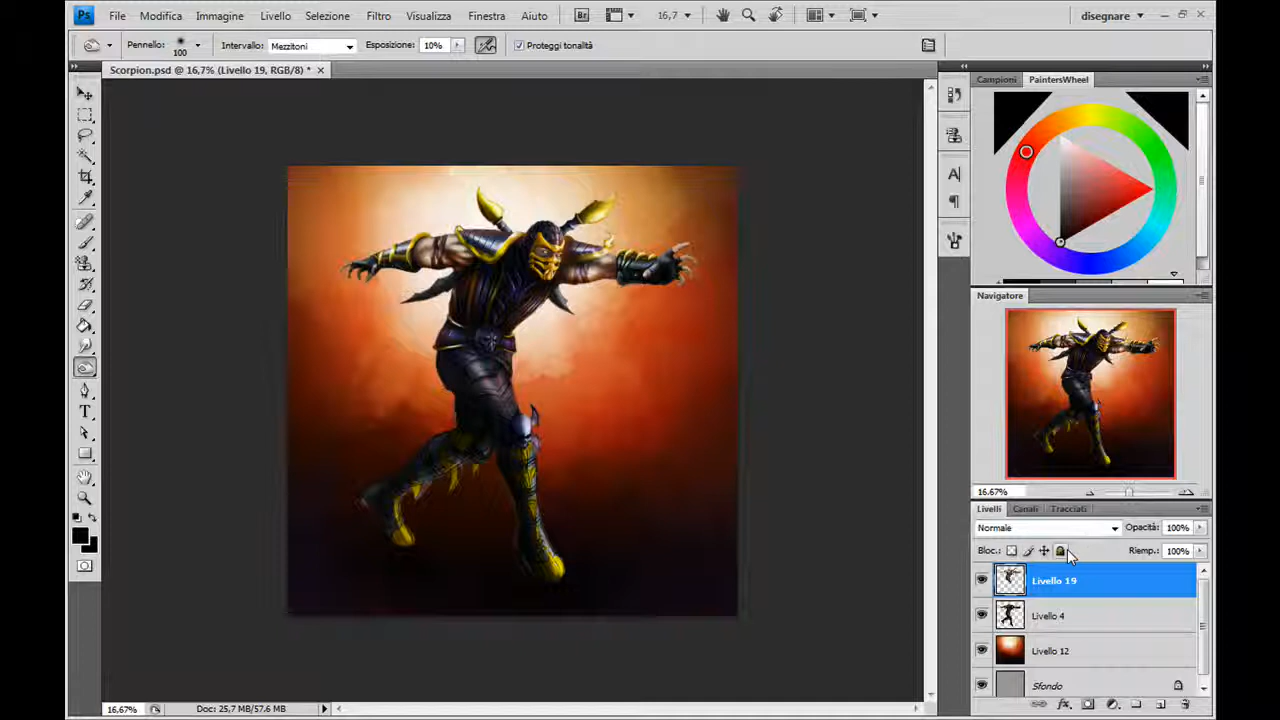 Ps File Modifica Immagine Livello Selezione Filtro Visualizza Finestra Aiuto Br 16,7 disegnare
Pennello: 100 Intervallo: Mezzitoni Esposizione: 10% Proteggi tonalità
Scorpion.psd @ 16,7% (Livello 19, RGB/8) *
Campioni PaintersWheel
Navigatore
16.67%
Livelli Canali Tracciati
Normale Opacità: 100%
Bloc.: Riemp.: 100%
Livello 19
Livello 4
Livello 12
Sfondo
16.67% Doc: 25,7 MB/57.6 MB